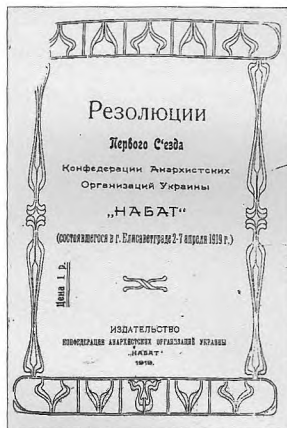 Резолюции
Первого С'езда
Конфедерации Анархистских
Организаций Украины
„НАБАТ“
(состоявшегося в г. Елисаветграде 2-7 апреля 1919 г.)
Цена 1 р.
ИЗДАТЕЛЬСТВО
КОНФЕДЕРАЦИИ АНАРХИСТСКИХ ОРГАНИЗАЦИЙ УКРАИНЫ
„НАБАТ“
1919.